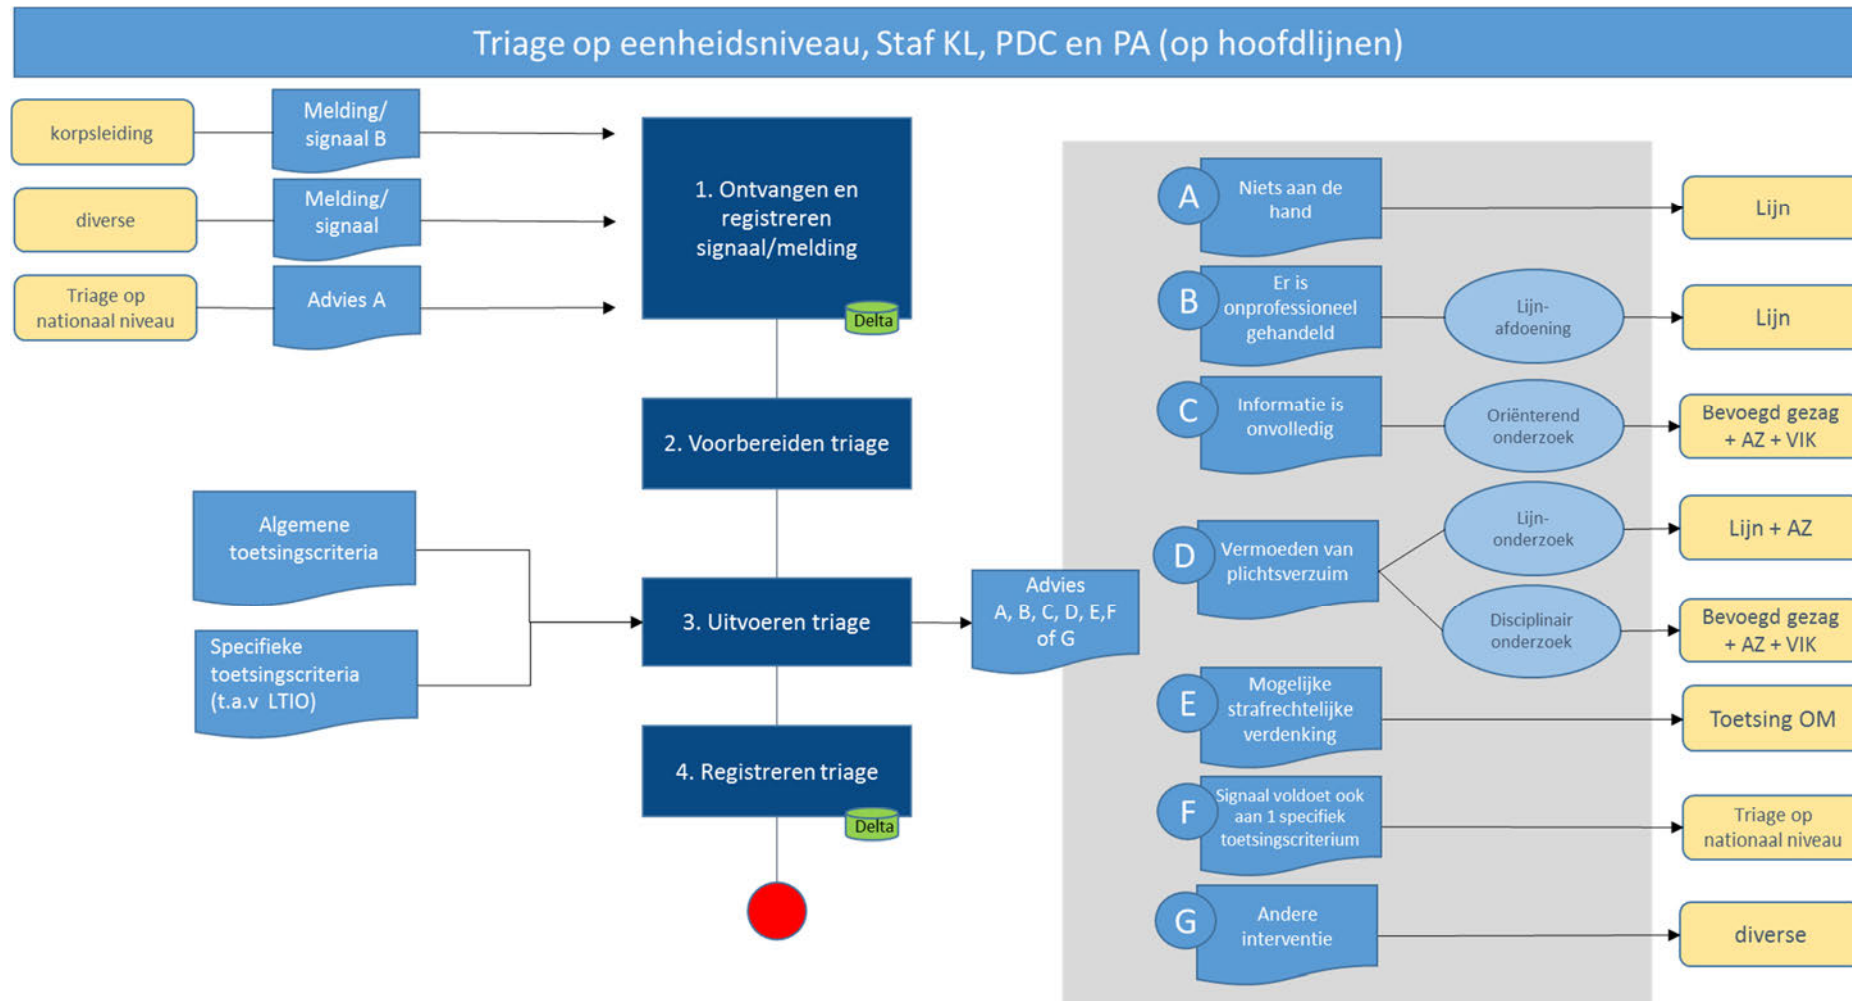 Triage op eenheidsniveau, Staf KL, PDC en PA (op hoofdlijnen)
korpsleiding
Melding/
signaal B
diverse
Melding/
signaal
Triage op
nationaal niveau
Advies A
1. Ontvangen en
registreren
signaal/melding
Delta
2. Voorbereiden triage
Algemene
toetsingscriteria
Specifieke
toetsingscriteria
(t.a.v LTIO)
3. Uitvoeren triage
Advies
A, B, C, D, E,F
of G
4. Registreren triage
Delta
A
Niets aan de
hand
Lijn
B
Er is
onprofessioneel
gehandeld
Lijn-
afdoening
Lijn
C
Informatie is
onvolledig
Oriënterend
onderzoek
Bevoegd gezag
+ AZ + VIK
D
Vermoeden van
plichtsverzuim
Lijn-
onderzoek
Lijn + AZ
Disciplinair
onderzoek
Bevoegd gezag
+ AZ + VIK
E
Mogelijke
strafrechtelijke
verdenking
Toetsing OM
F
Signaal voldoet ook
aan 1 specifiek
toetsingscriterium
Triage op
nationaal niveau
G
Andere
interventie
diverse